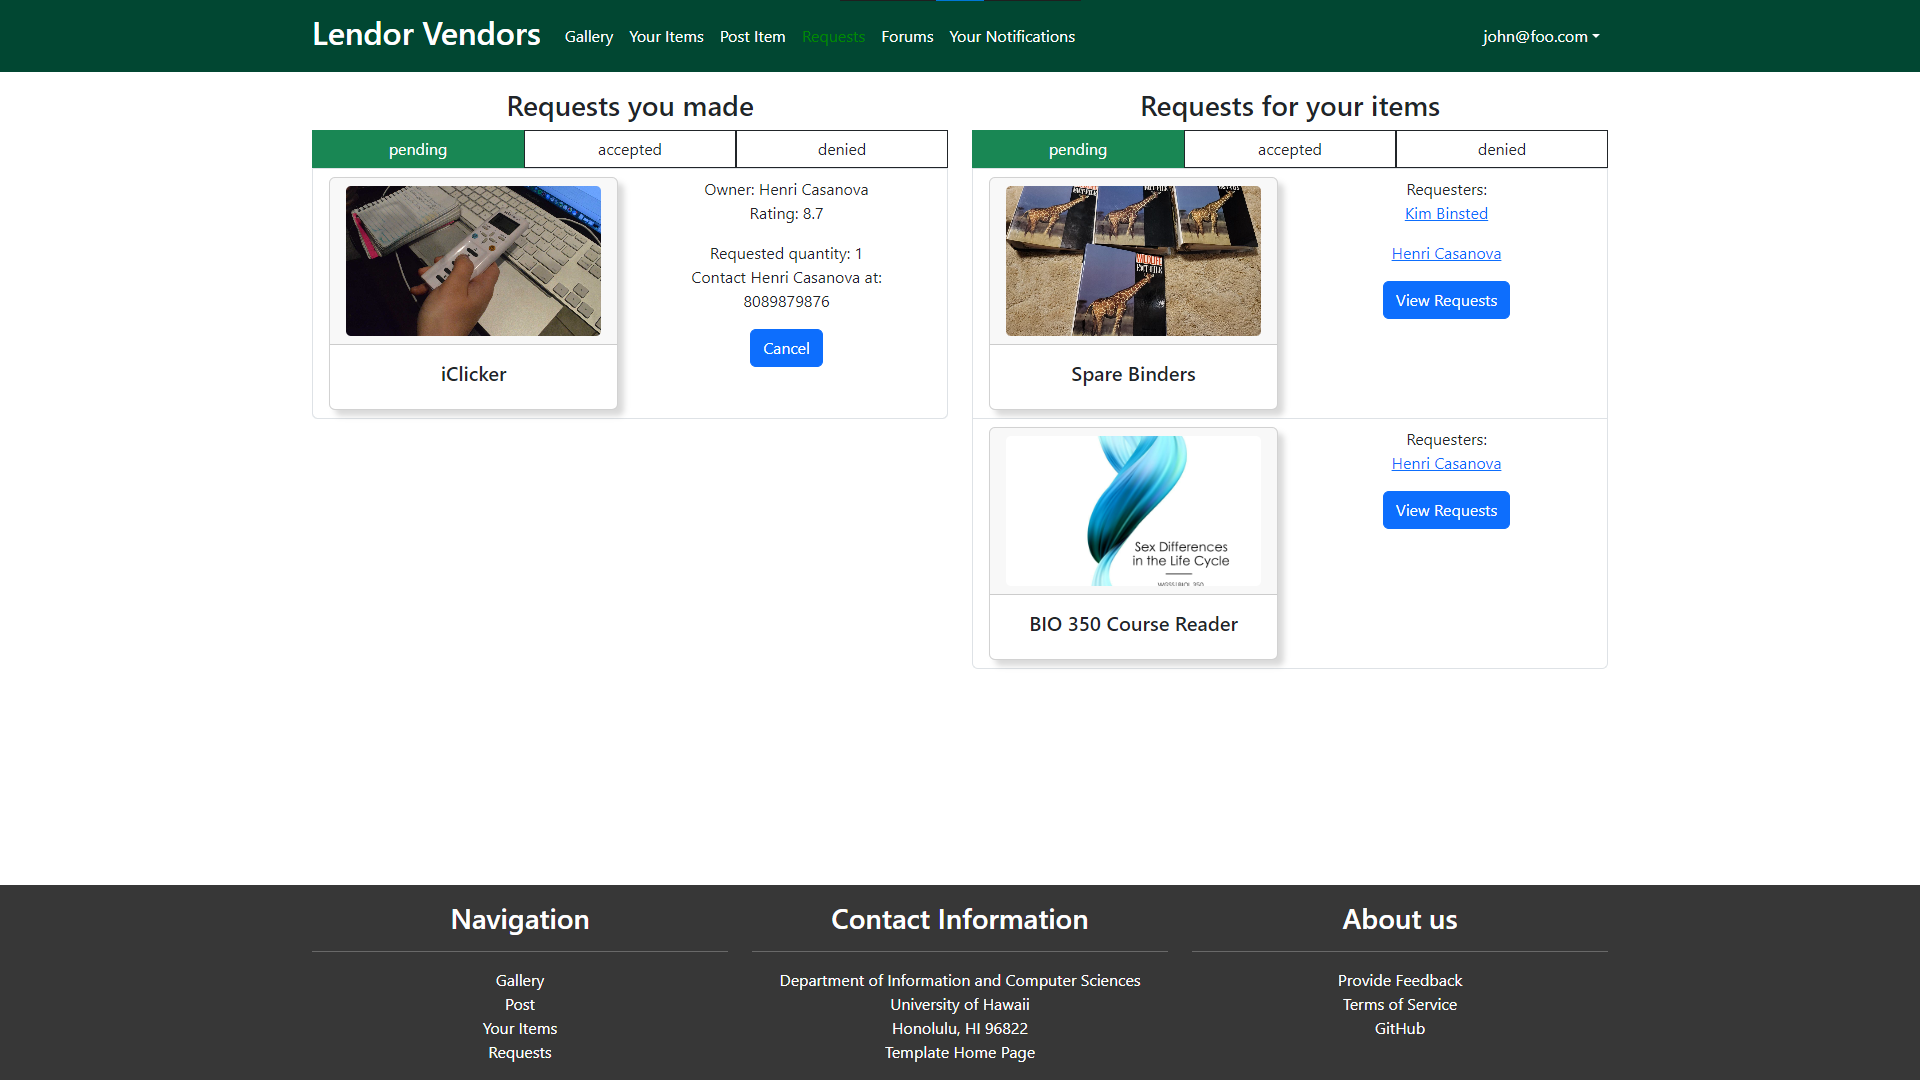 Lendor Vendors
Gallery
Your Items
Post Item
Requests
Forums
Your Notifications
john@foo.com
Requests you made
pending
accepted
denied
iClicker
Owner: Henri Casanova
Rating: 8.7
Requested quantity: 1
Contact Henri Casanova at:
8089879876
Cancel
Requests for your items
pending
accepted
denied
FACT FILE
WILDLIFE
FACT FILE
Spare Binders
Requesters:
Kim Binsted
Henri Casanova
View Requests
Sex Differences
in the Life Cycle
BIO 350 Course Reader
Requesters:
Henri Casanova
View Requests
Navigation
Gallery
Post
Your Items
Requests
Contact Information
Department of Information and Computer Sciences
University of Hawaii
Honolulu, HI 96822
Template Home Page
About us
Provide Feedback
Terms of Service
GitHub